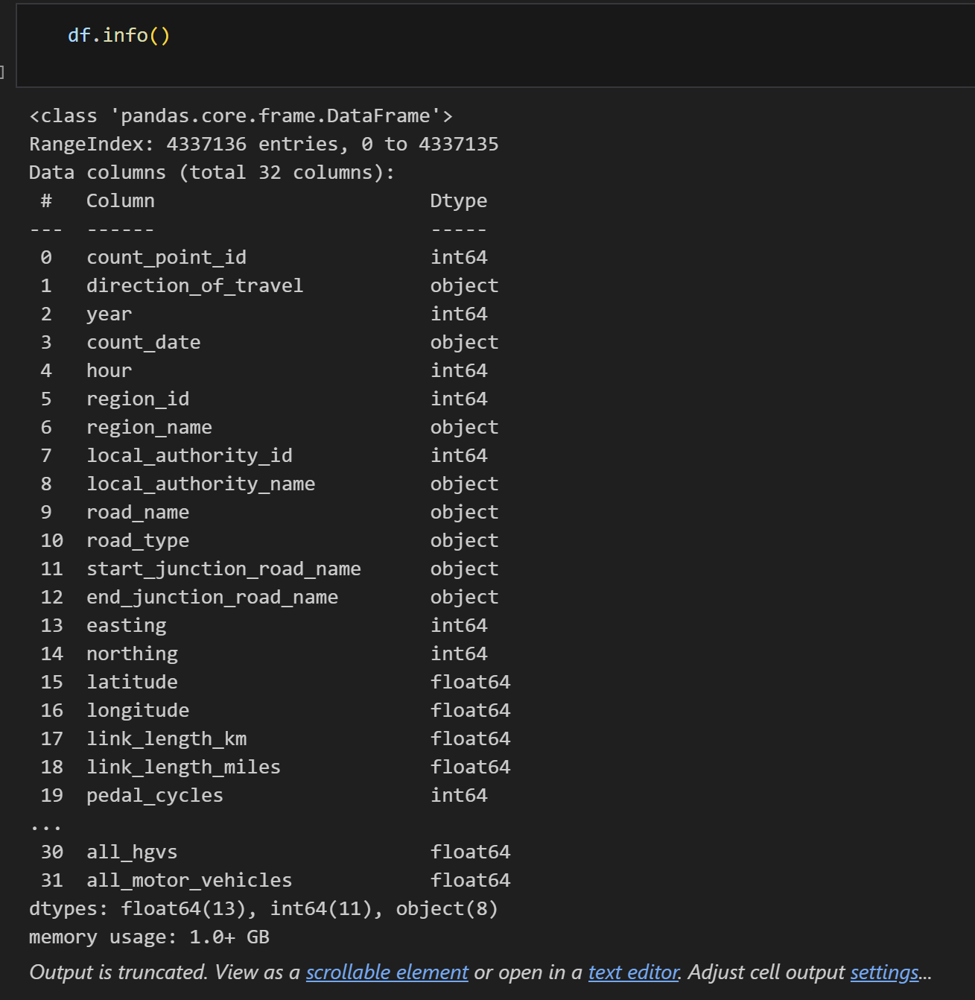 df.info()
]
<class 'pandas.core.frame.DataFrame'>
RangeIndex: 4337136 entries, 0 to 4337135
Data columns (total 32 columns):
 #   Column                        Dtype
---  ------                        -----
 0   count_point_id                int64
 1   direction_of_travel           object
 2   year                          int64
 3   count_date                    object
 4   hour                          int64
 5   region_id                     int64
 6   region_name                   object
 7   local_authority_id            int64
 8   local_authority_name          object
 9   road_name                     object
 10  road_type                     object
 11  start_junction_road_name      object
 12  end_junction_road_name        object
 13  easting                       int64
 14  northing                      int64
 15  latitude                      float64
 16  longitude                     float64
 17  link_length_km                float64
 18  link_length_miles             float64
 19  pedal_cycles                  int64
...
 30  all_hgvs                      float64
 31  all_motor_vehicles            float64
dtypes: float64(13), int64(11), object(8)
memory usage: 1.0+ GB
Output is truncated. View as a scrollable element or open in a text editor. Adjust cell output settings...